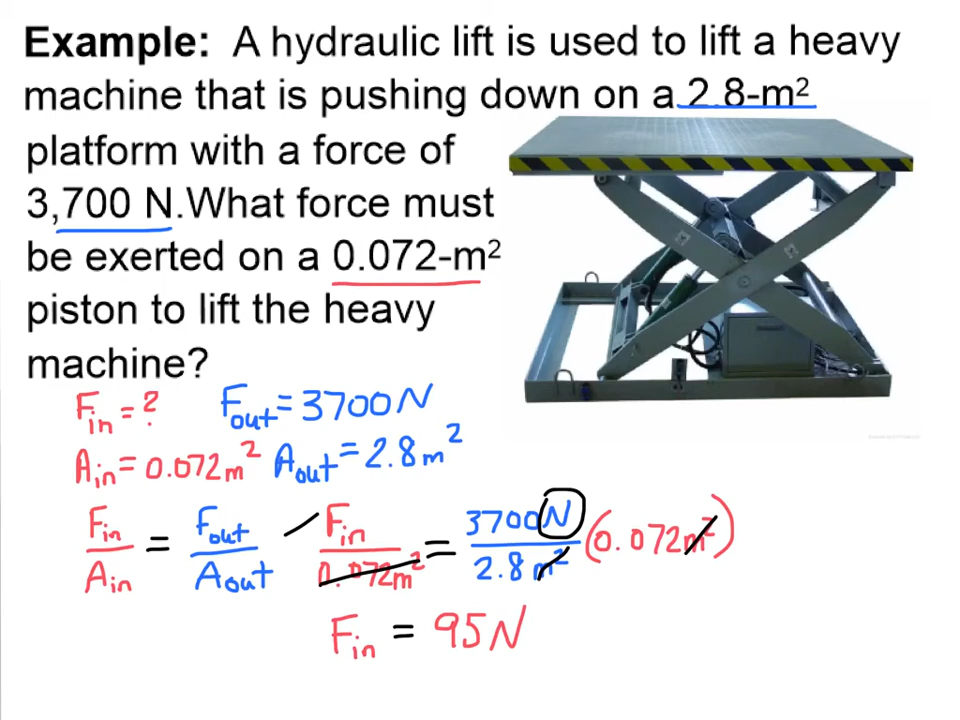 Example: A hydraulic lift is used to lift a heavy
machine that is pushing down on a 2.8-m²
platform with a force of
3,700 N.What force must
be exerted on a 0.072-m²
piston to lift the heavy
machine?
Fin = ? Fout = 3700 N
Ain = 0.072m² Aout = 2.8 m²
Fin/Ain = Fout/Aout Fin/0.072m² = 3700 N/2.8 m² (0.072 m²)
Fin = 95 N